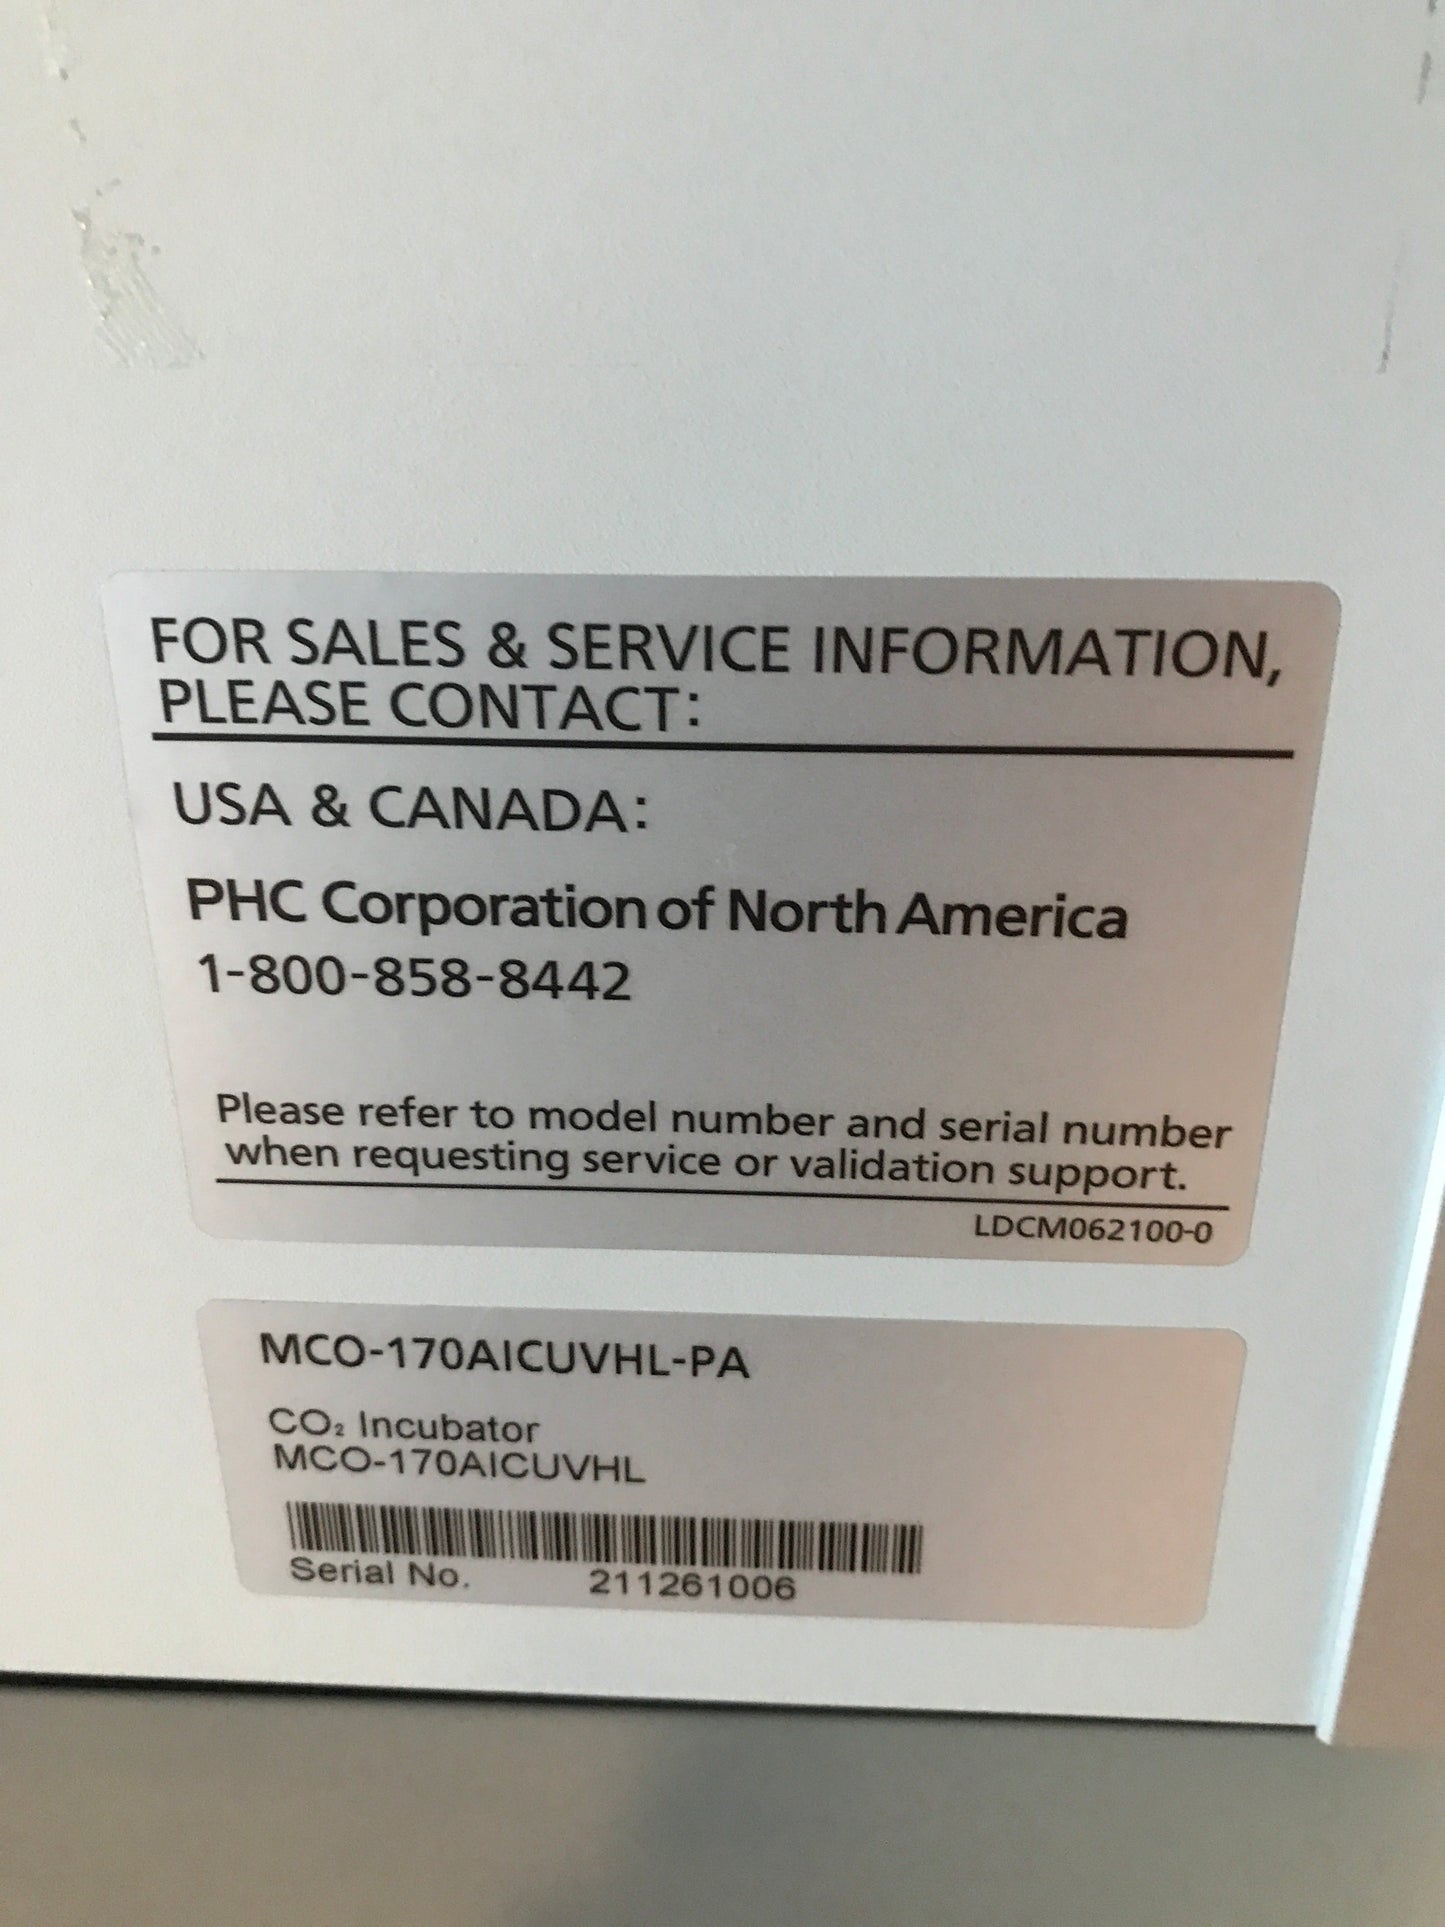 FOR SALES & SERVICE INFORMATION,
PLEASE CONTACT:
USA & CANADA:
PHC Corporation of North America
1-800-858-8442
Please refer to model number and serial number
when requesting service or validation support.
LDCM062100-0
MCO-170AICUVHL-PA
CO₂ Incubator
MCO-170AICUVHL
Serial No. 211261006